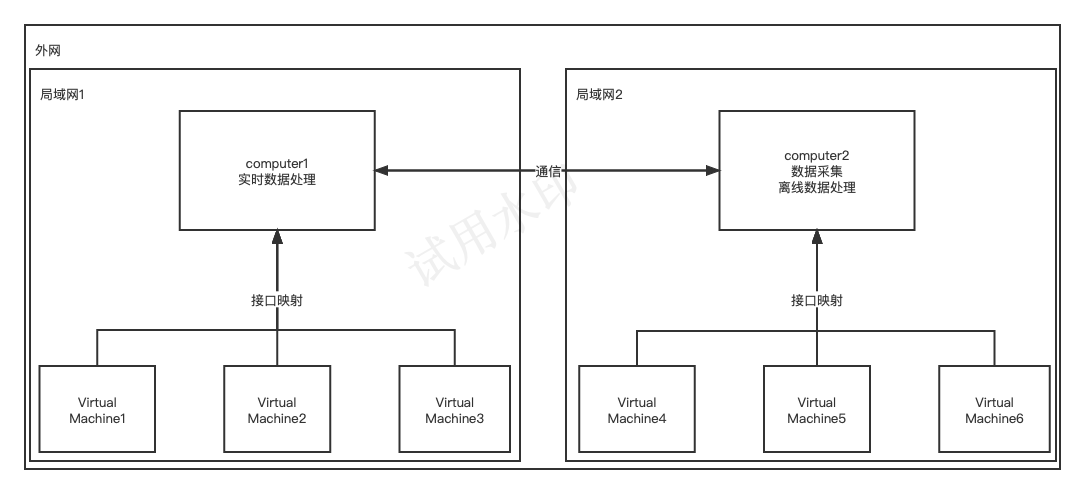 外网
局域网1
局域网2
computer1
实时数据处理
通信
computer2
数据采集
离线数据处理
试用水印
接口映射
接口映射
Virtual
Machine1
Virtual
Machine2
Virtual
Machine3
Virtual
Machine4
Virtual
Machine5
Virtual
Machine6